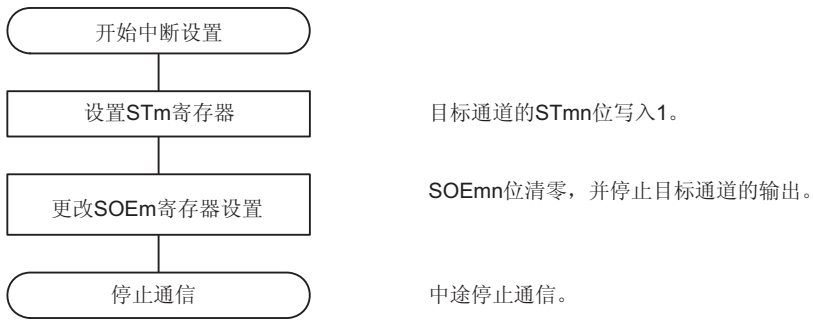 开始中断设置
设置STm寄存器
目标通道的STmn位写入1。
更改SOEm寄存器设置
SOEmn位清零，并停止目标通道的输出。
停止通信
中途停止通信。